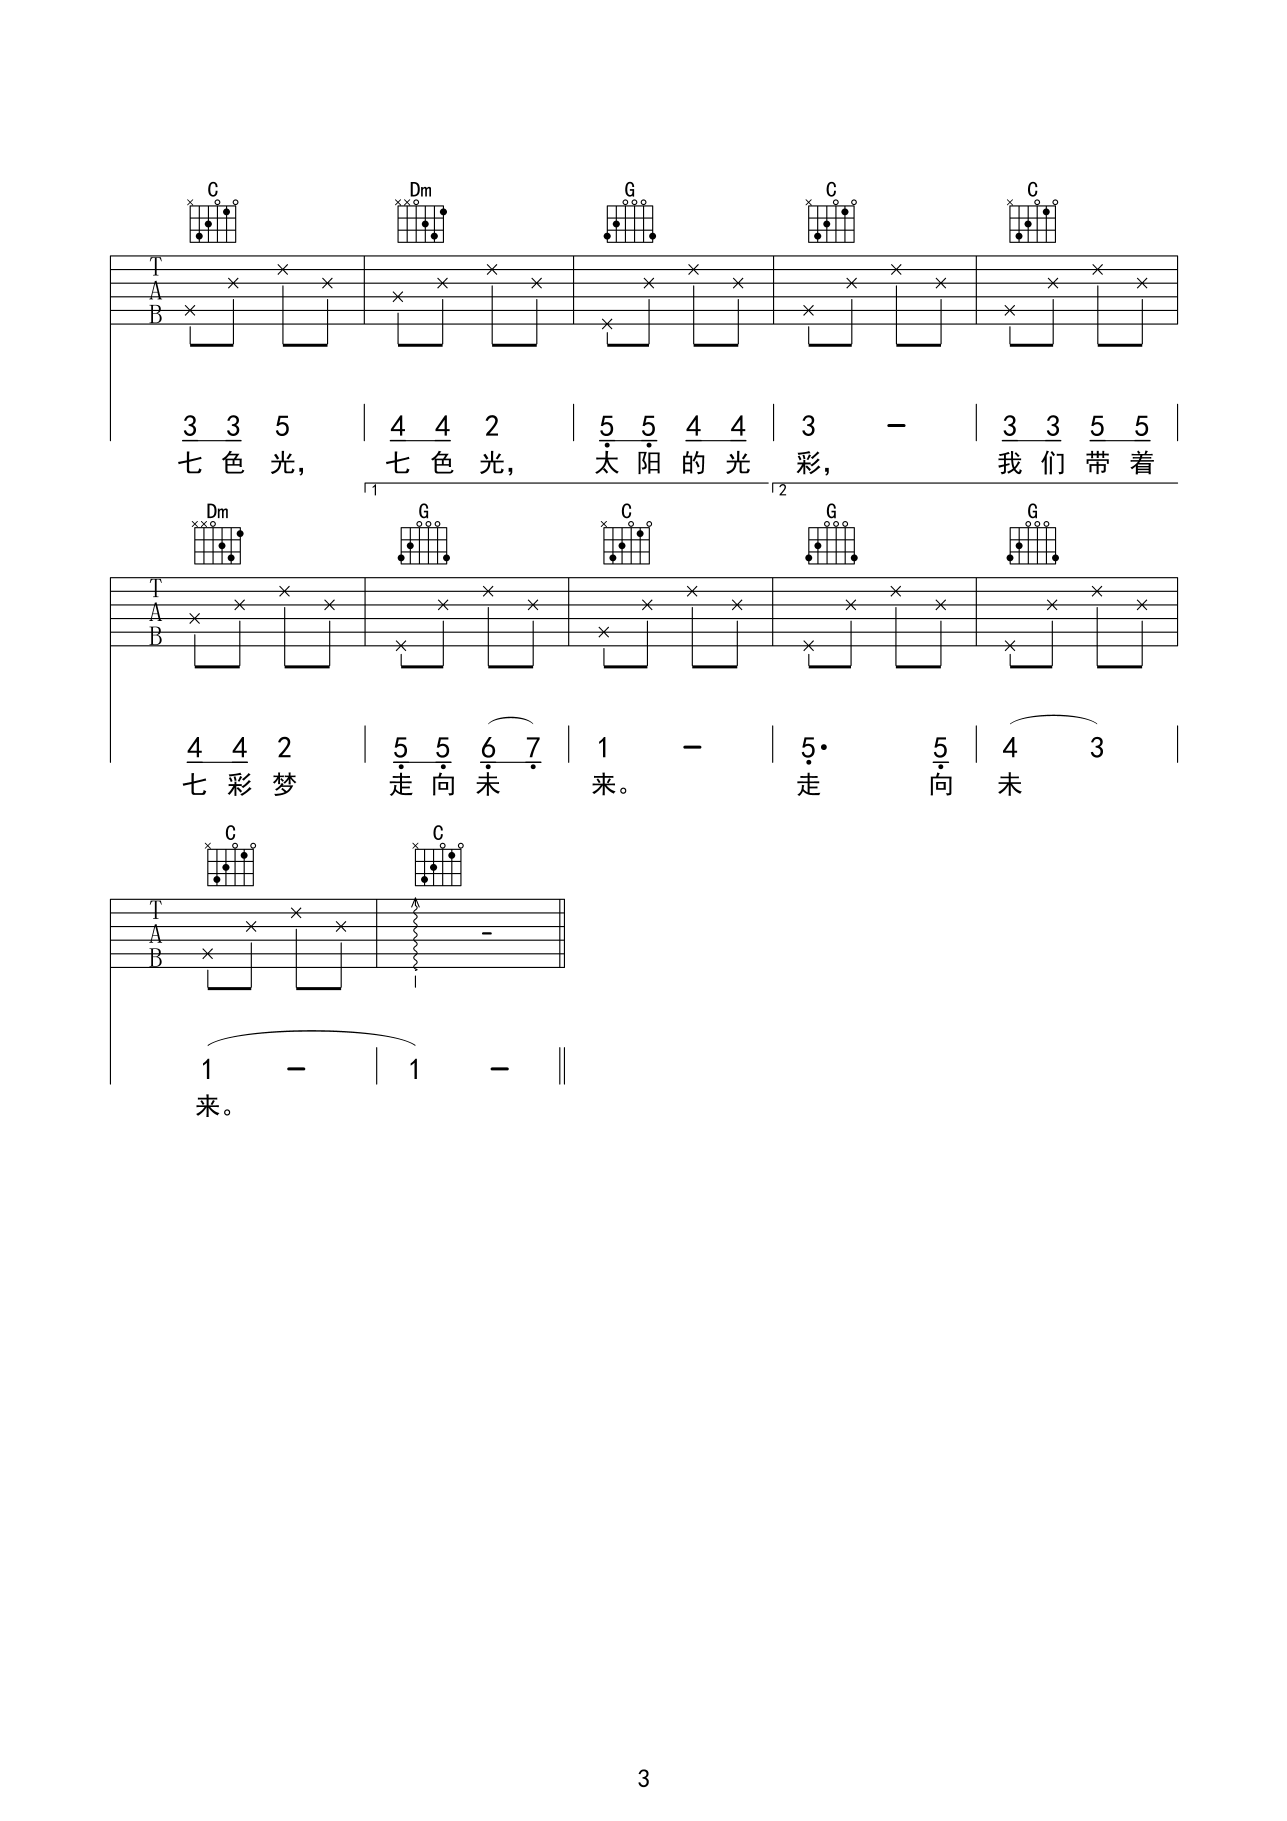 C Dm G C C
T A B
3 3 5 4 4 2 5 5 4 4 3 – 3 3 5 5
七色光, 七色光, 太阳的光彩, 我们带着
1 2
Dm G C G G
T A B
4 4 2 5 5 6 7 1 – 5· 5 4 3
七彩梦 走向未来。 走向未
C C
T A B
1 – 1 –
来。
3